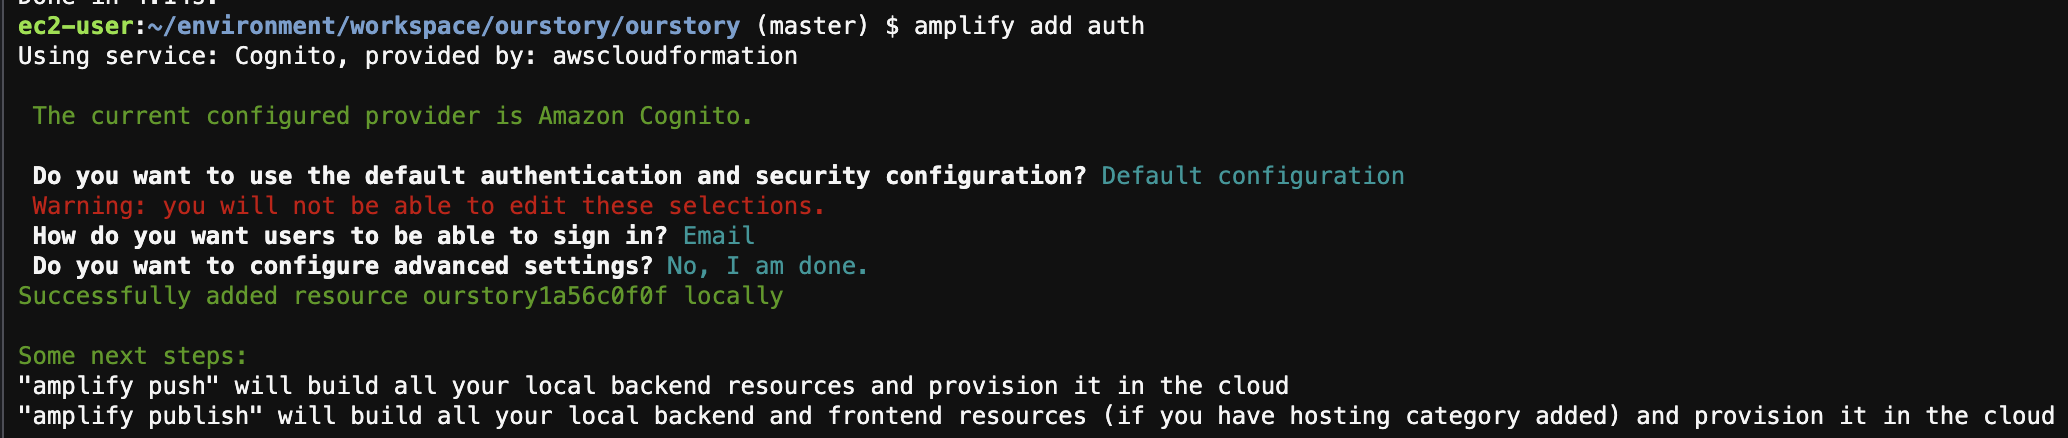 Done in 4.14s.
ec2-user:~/environment/workspace/ourstory/ourstory (master) $ amplify add auth
Using service: Cognito, provided by: awscloudformation
The current configured provider is Amazon Cognito.
Do you want to use the default authentication and security configuration? Default configuration
Warning: you will not be able to edit these selections.
How do you want users to be able to sign in? Email
Do you want to configure advanced settings? No, I am done.
Successfully added resource ourstory1a56c0f0f locally
Some next steps:
"amplify push" will build all your local backend resources and provision it in the cloud
"amplify publish" will build all your local backend and frontend resources (if you have hosting category added) and provision it in the cloud